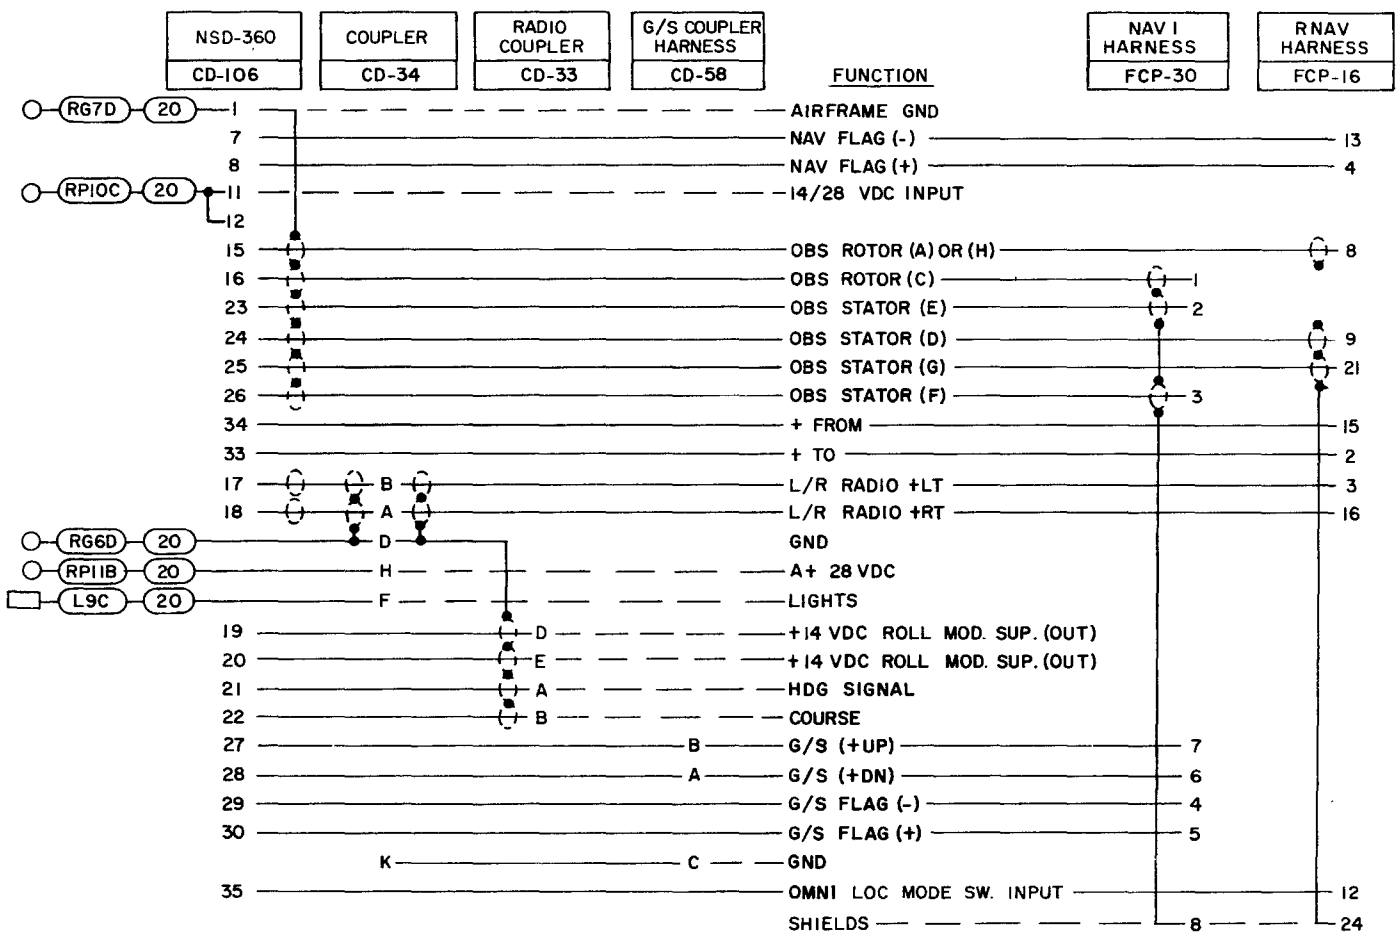 NSD-360 COUPLER RADIO COUPLER G/S COUPLER HARNESS NAV I HARNESS RNAV HARNESS
CD-106 CD-34 CD-33 CD-58 FUNCTION FCP-30 FCP-16
RG7D 20 1 AIRFRAME GND
7 NAV FLAG (-) 13
8 NAV FLAG (+) 4
RP10C 20 11 14/28 VDC INPUT
12
15 OBS ROTOR (A) OR (H) 8
16 OBS ROTOR (C) 1
23 OBS STATOR (E) 2
24 OBS STATOR (D) 9
25 OBS STATOR (G) 21
26 OBS STATOR (F) 3
34 + FROM 15
33 + TO 2
17 B L/R RADIO +LT 3
18 A L/R RADIO +RT 16
RG6D 20 D GND
RP11B 20 H A+ 28 VDC
L9C 20 F LIGHTS
19 D +14 VDC ROLL MOD. SUP. (OUT)
20 E +14 VDC ROLL MOD. SUP. (OUT)
21 A HDG SIGNAL
22 B COURSE
27 B G/S (+UP) 7
28 A G/S (+DN) 6
29 G/S FLAG (-) 4
30 G/S FLAG (+) 5
K C GND
35 OMNI LOC MODE SW. INPUT 12
SHIELDS 8 24